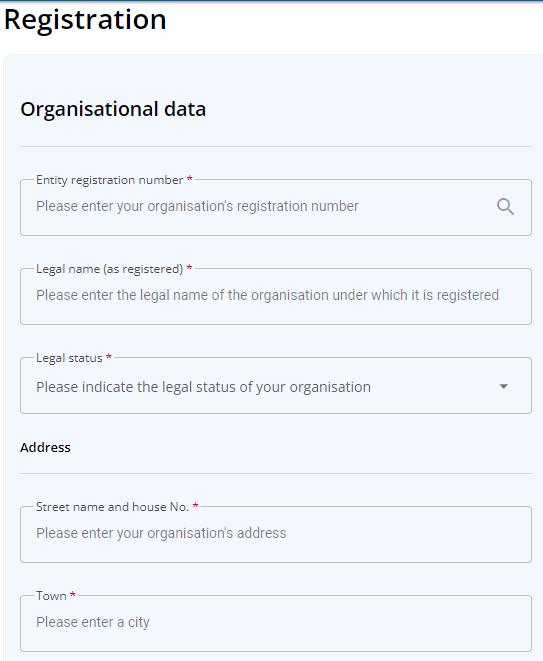 Registration
Organisational data
Entity registration number *
Please enter your organisation's registration number
Legal name (as registered) *
Please enter the legal name of the organisation under which it is registered
Legal status *
Please indicate the legal status of your organisation
Address
Street name and house No. *
Please enter your organisation's address
Town *
Please enter a city